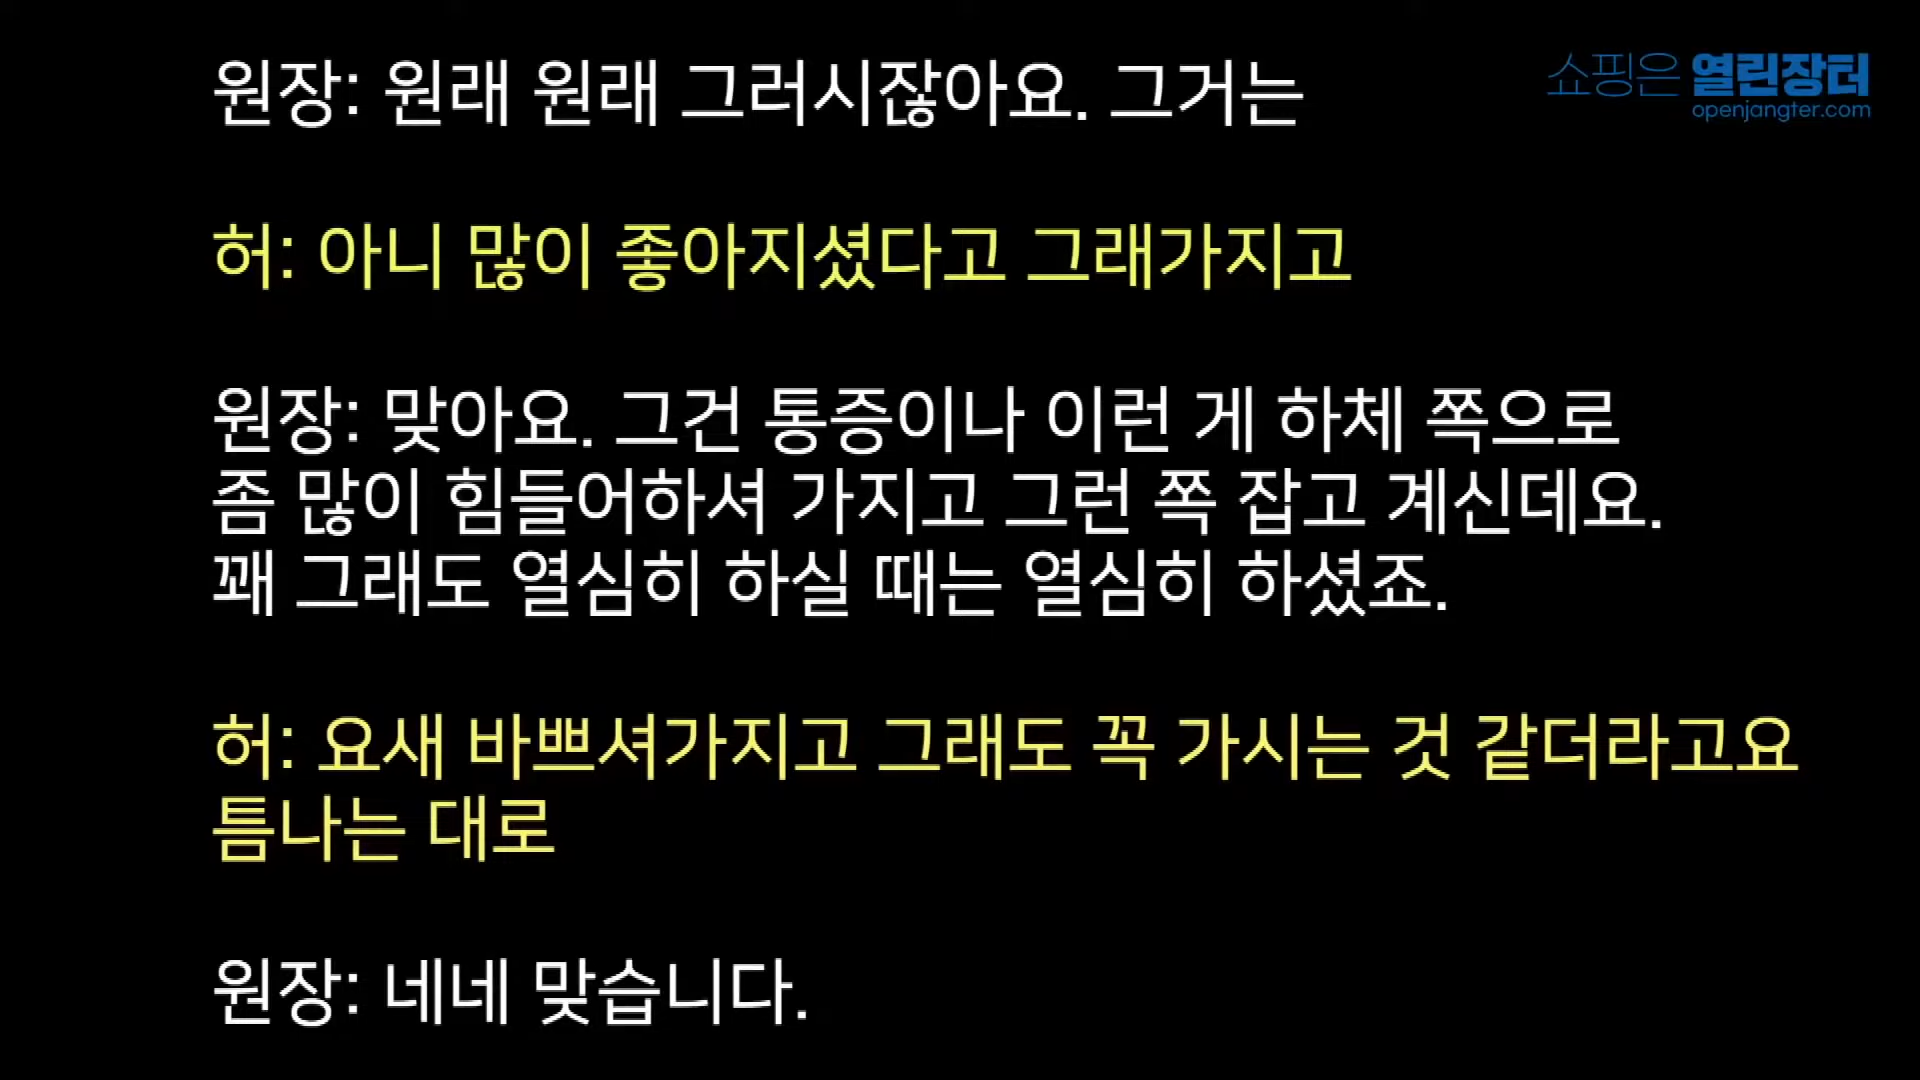 쇼핑은 열린장터
openjangter.com
원장: 원래 원래 그러시잖아요. 그거는
허: 아니 많이 좋아지셨다고 그래가지고
원장: 맞아요. 그건 통증이나 이런 게 하체 쪽으로
좀 많이 힘들어하셔 가지고 그런 쪽 잡고 계신데요.
꽤 그래도 열심히 하실 때는 열심히 하셨죠.
허: 요새 바쁘셔가지고 그래도 꼭 가시는 것 같더라고요
틈나는 대로
원장: 네네 맞습니다.